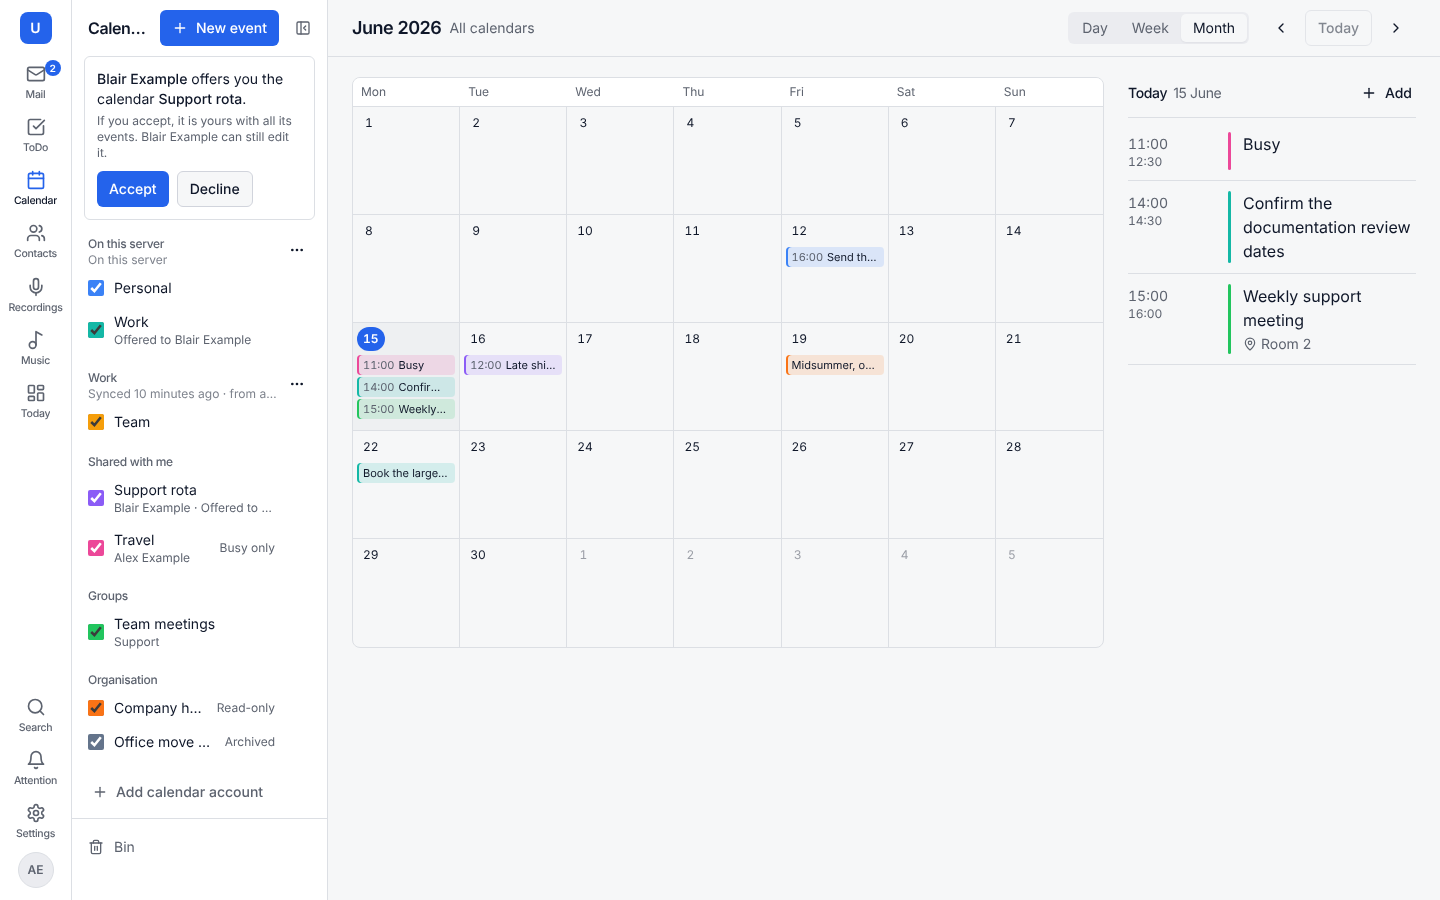 U
2
Mail
ToDo
Calendar
Contacts
Recordings
Music
Today
Search
Attention
Settings
AE
Calen...
New event
Blair Example offers you the
calendar Support rota.
If you accept, it is yours with all its
events. Blair Example can still edit
it.
Accept
Decline
On this server
On this server
Personal
Work
Offered to Blair Example
Work
Synced 10 minutes ago · from a...
Team
Shared with me
Support rota
Blair Example · Offered to ...
Travel
Alex Example
Busy only
Groups
Team meetings
Support
Organisation
Company h... Read-only
Office move ... Archived
Add calendar account
Bin
June 2026 All calendars
Day Week Month
Today
Mon Tue Wed Thu Fri Sat Sun
1 2 3 4 5 6 7
8 9 10 11 12 13 14
16:00 Send th...
15 16 17 18 19 20 21
11:00 Busy
14:00 Confir...
15:00 Weekly...
12:00 Late shi...
Midsummer, o...
22 23 24 25 26 27 28
Book the large...
29 30 1 2 3 4 5
Today 15 June
Add
11:00
12:30
Busy
14:00
14:30
Confirm the
documentation review
dates
15:00
16:00
Weekly support
meeting
Room 2